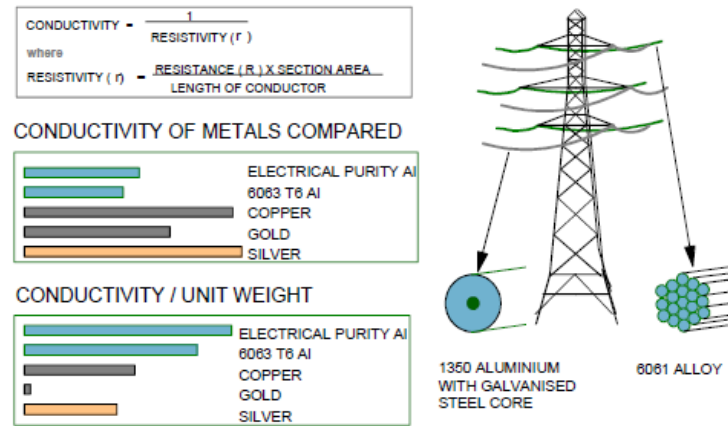 CONDUCTIVITY = 1
RESISTIVITY (r)
where
RESISTIVITY (r) = RESISTANCE (R) X SECTION AREA
LENGTH OF CONDUCTOR
CONDUCTIVITY OF METALS COMPARED
ELECTRICAL PURITY Al
6063 T6 Al
COPPER
GOLD
SILVER
CONDUCTIVITY / UNIT WEIGHT
ELECTRICAL PURITY Al
6063 T6 Al
COPPER
GOLD
SILVER
1350 ALUMINIUM
WITH GALVANISED
STEEL CORE
6061 ALLOY